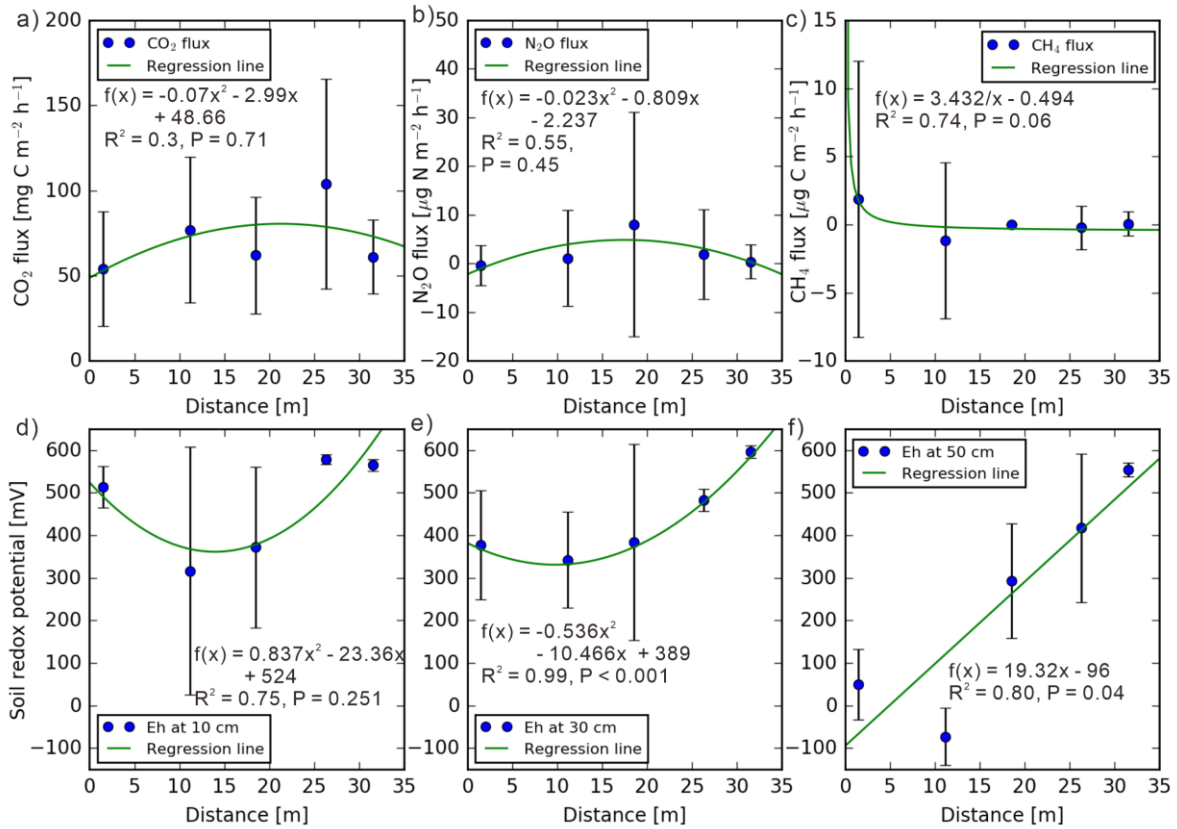 a)
CO₂ flux
Regression line
f(x) = -0.07x² - 2.99x
+ 48.66
R² = 0.3, P = 0.71
CO₂ flux [mg C m⁻² h⁻¹]
200
150
100
50
0
0 5 10 15 20 25 30 35
Distance [m]
b)
N₂O flux
Regression line
f(x) = -0.023x² - 0.809x
- 2.237
R² = 0.55,
P = 0.45
N₂O flux [µg N m⁻² h⁻¹]
50
40
30
20
10
0
−10
−20
0 5 10 15 20 25 30 35
Distance [m]
c)
CH₄ flux
Regression line
f(x) = 3.432/x - 0.494
R² = 0.74, P = 0.06
CH₄ flux [µg C m⁻² h⁻¹]
15
10
5
0
−5
−10
0 5 10 15 20 25 30 35
Distance [m]
d)
Soil redox potential [mV]
600
500
400
300
200
100
0
−100
f(x) = 0.837x² - 23.36x
+ 524
R² = 0.75, P = 0.251
Eh at 10 cm
Regression line
0 5 10 15 20 25 30 35
Distance [m]
e)
600
500
400
300
200
100
0
−100
f(x) = -0.536x²
- 10.466x + 389
R² = 0.99, P < 0.001
Eh at 30 cm
Regression line
0 5 10 15 20 25 30 35
Distance [m]
f)
Eh at 50 cm
Regression line
600
500
400
300
200
100
0
−100
f(x) = 19.32x - 96
R² = 0.80, P = 0.04
0 5 10 15 20 25 30 35
Distance [m]